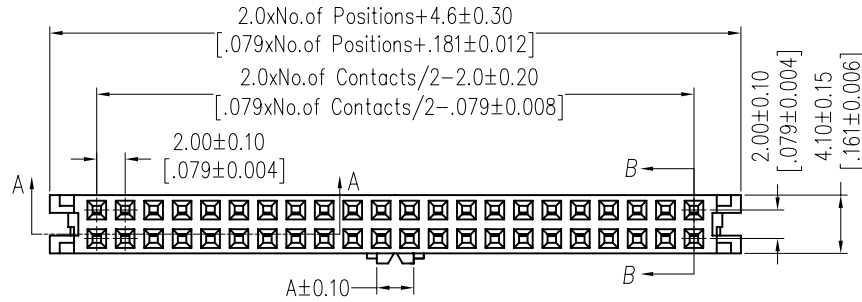 2.0xNo.of Positions+4.6±0.30
[.079xNo.of Positions+.181±0.012]
2.0xNo.of Contacts/2-2.0±0.20
[.079xNo.of Contacts/2-.079±0.008]
2.00±0.10
[.079±0.004]
2.00±0.10
[.079±0.004]
4.10±0.15
[.161±0.006]
A
A
B
B
A±0.10